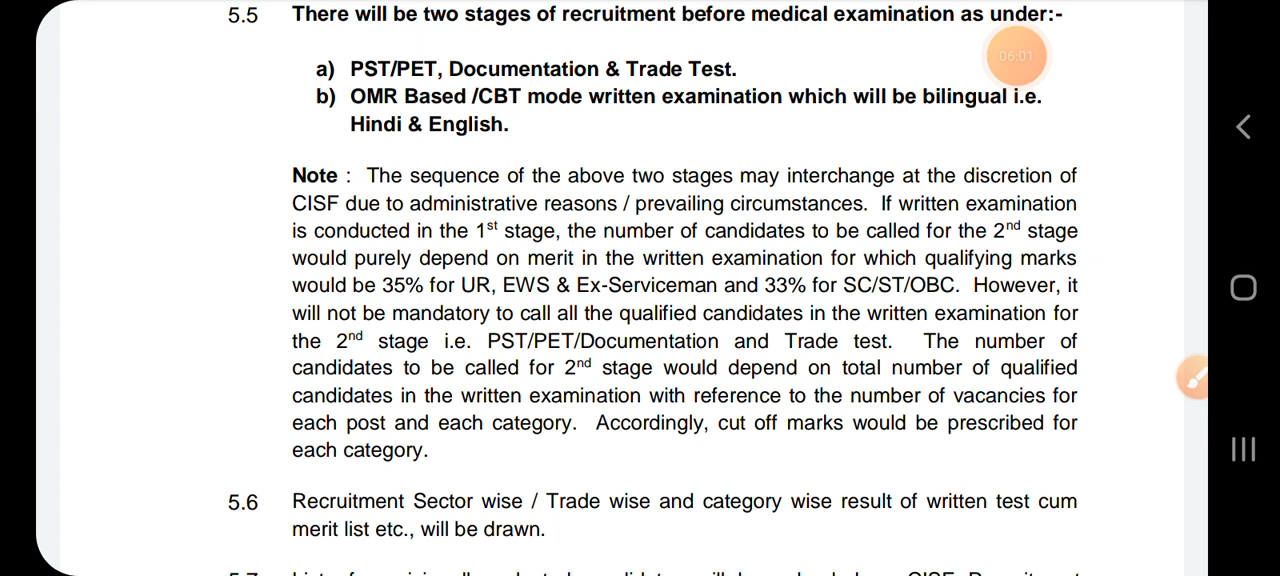 5.5 There will be two stages of recruitment before medical examination as under:-
06:01
a) PST/PET, Documentation & Trade Test.
b) OMR Based /CBT mode written examination which will be bilingual i.e.
Hindi & English.
Note : The sequence of the above two stages may interchange at the discretion of
CISF due to administrative reasons / prevailing circumstances. If written examination
is conducted in the 1st stage, the number of candidates to be called for the 2nd stage
would purely depend on merit in the written examination for which qualifying marks
would be 35% for UR, EWS & Ex-Serviceman and 33% for SC/ST/OBC. However, it
will not be mandatory to call all the qualified candidates in the written examination for
the 2nd stage i.e. PST/PET/Documentation and Trade test. The number of
candidates to be called for 2nd stage would depend on total number of qualified
candidates in the written examination with reference to the number of vacancies for
each post and each category. Accordingly, cut off marks would be prescribed for
each category.
5.6 Recruitment Sector wise / Trade wise and category wise result of written test cum
merit list etc., will be drawn.